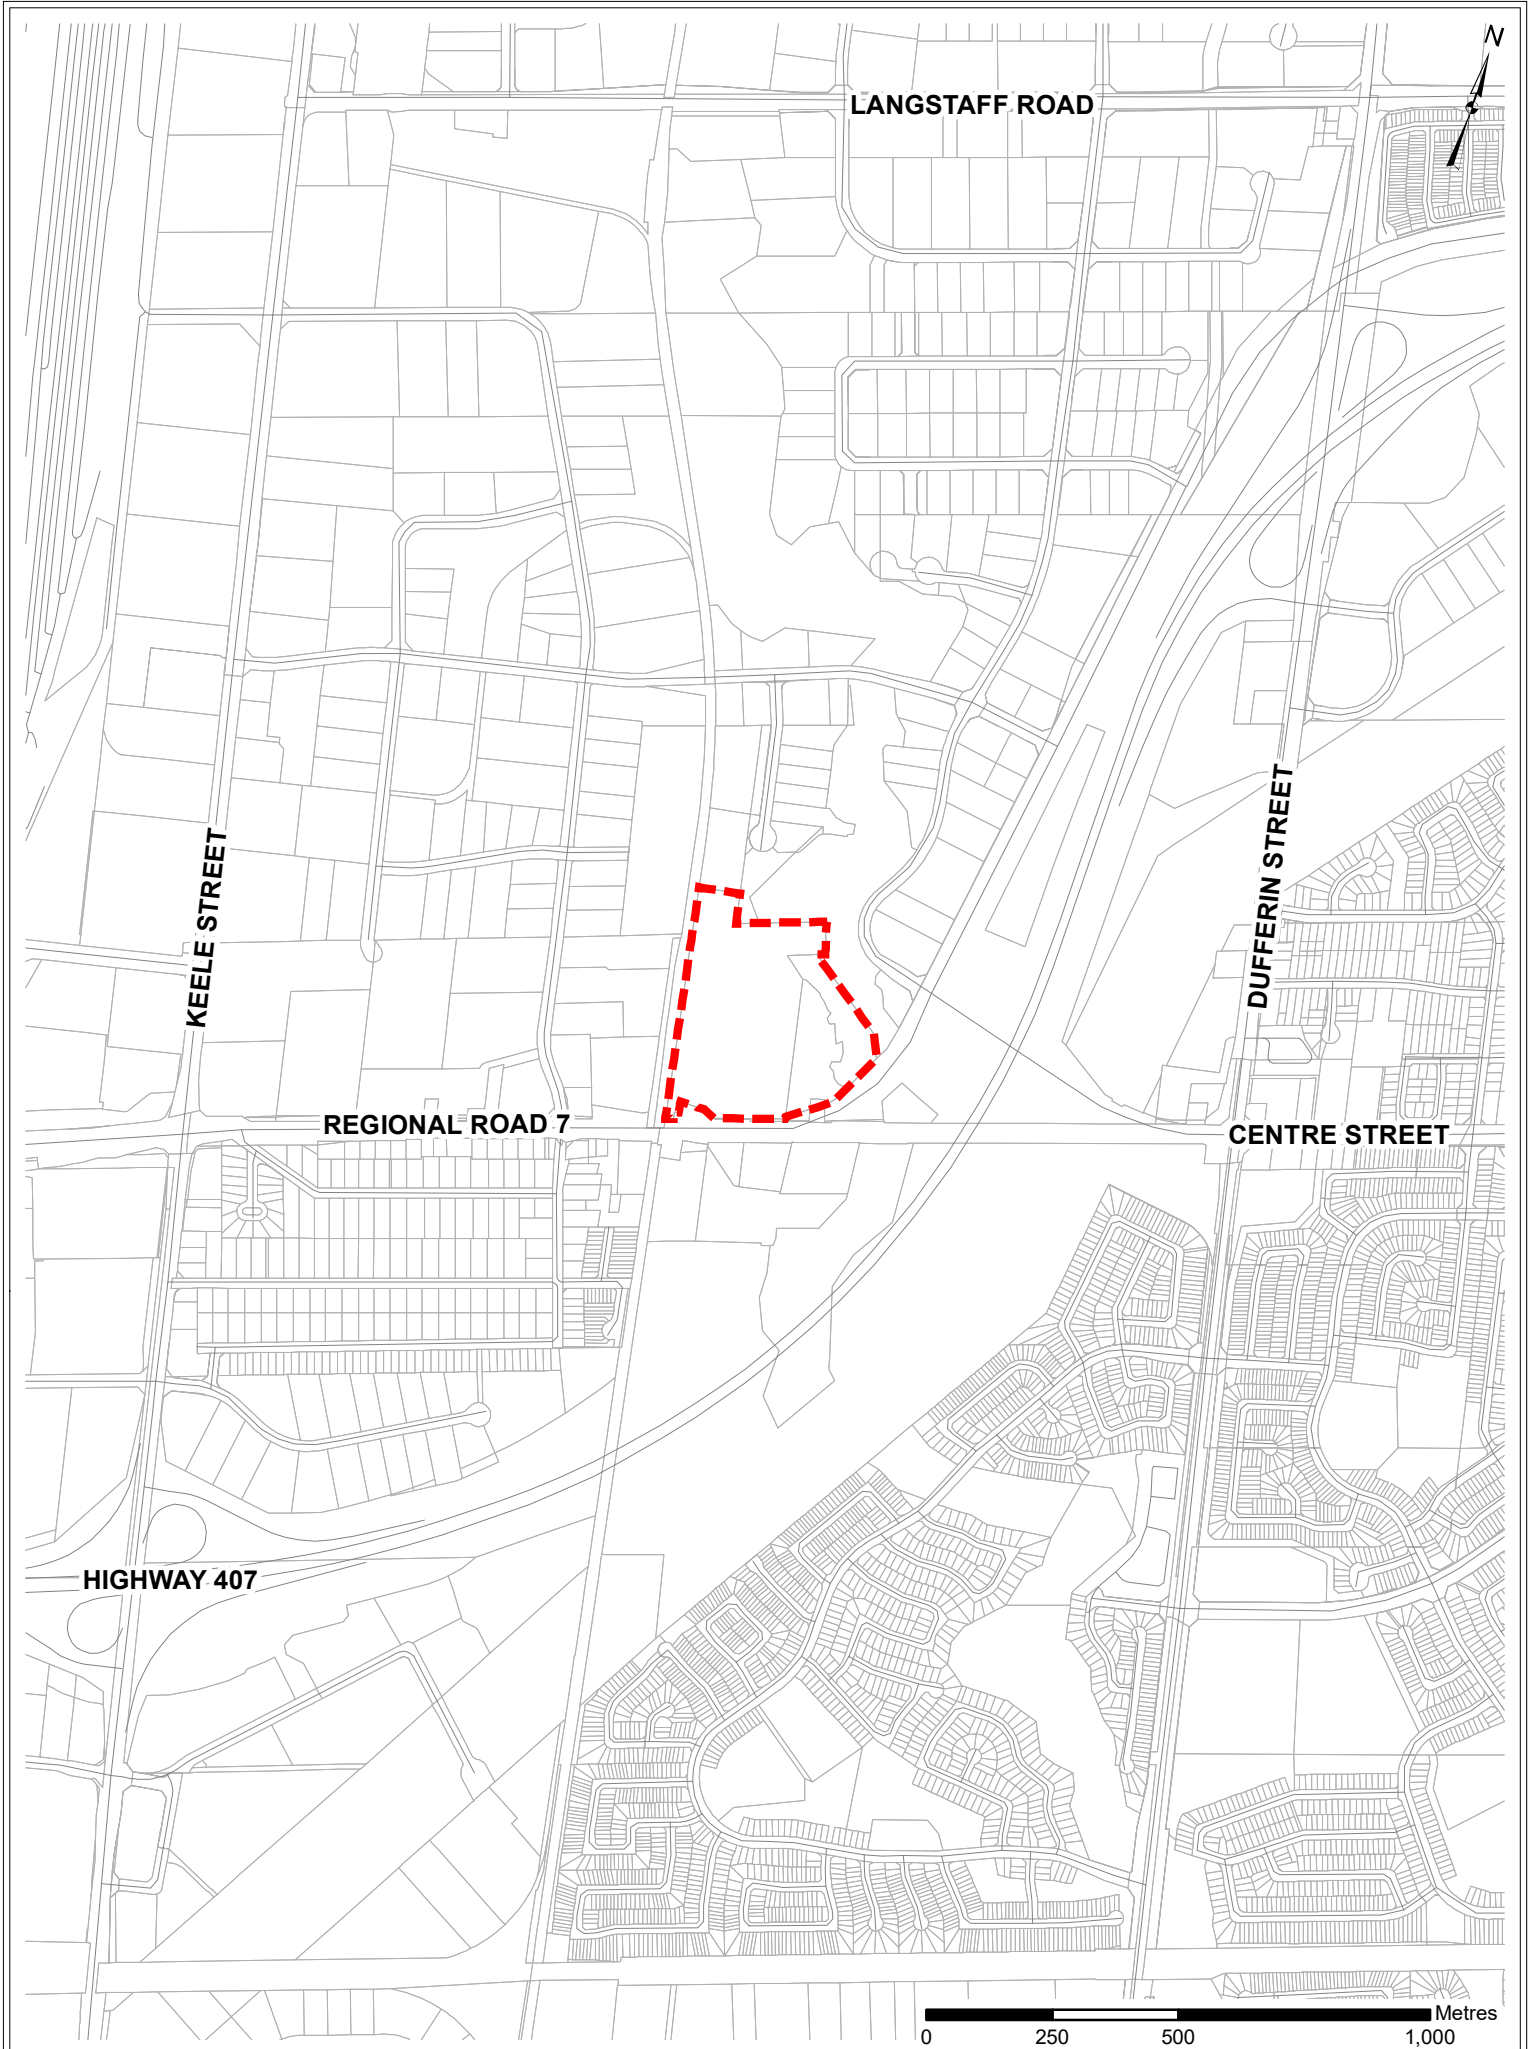 N
LANGSTAFF ROAD
KEELE STREET
DUFFERIN STREET
REGIONAL ROAD 7
CENTRE STREET
HIGHWAY 407
Metres
0 250 500 1,000